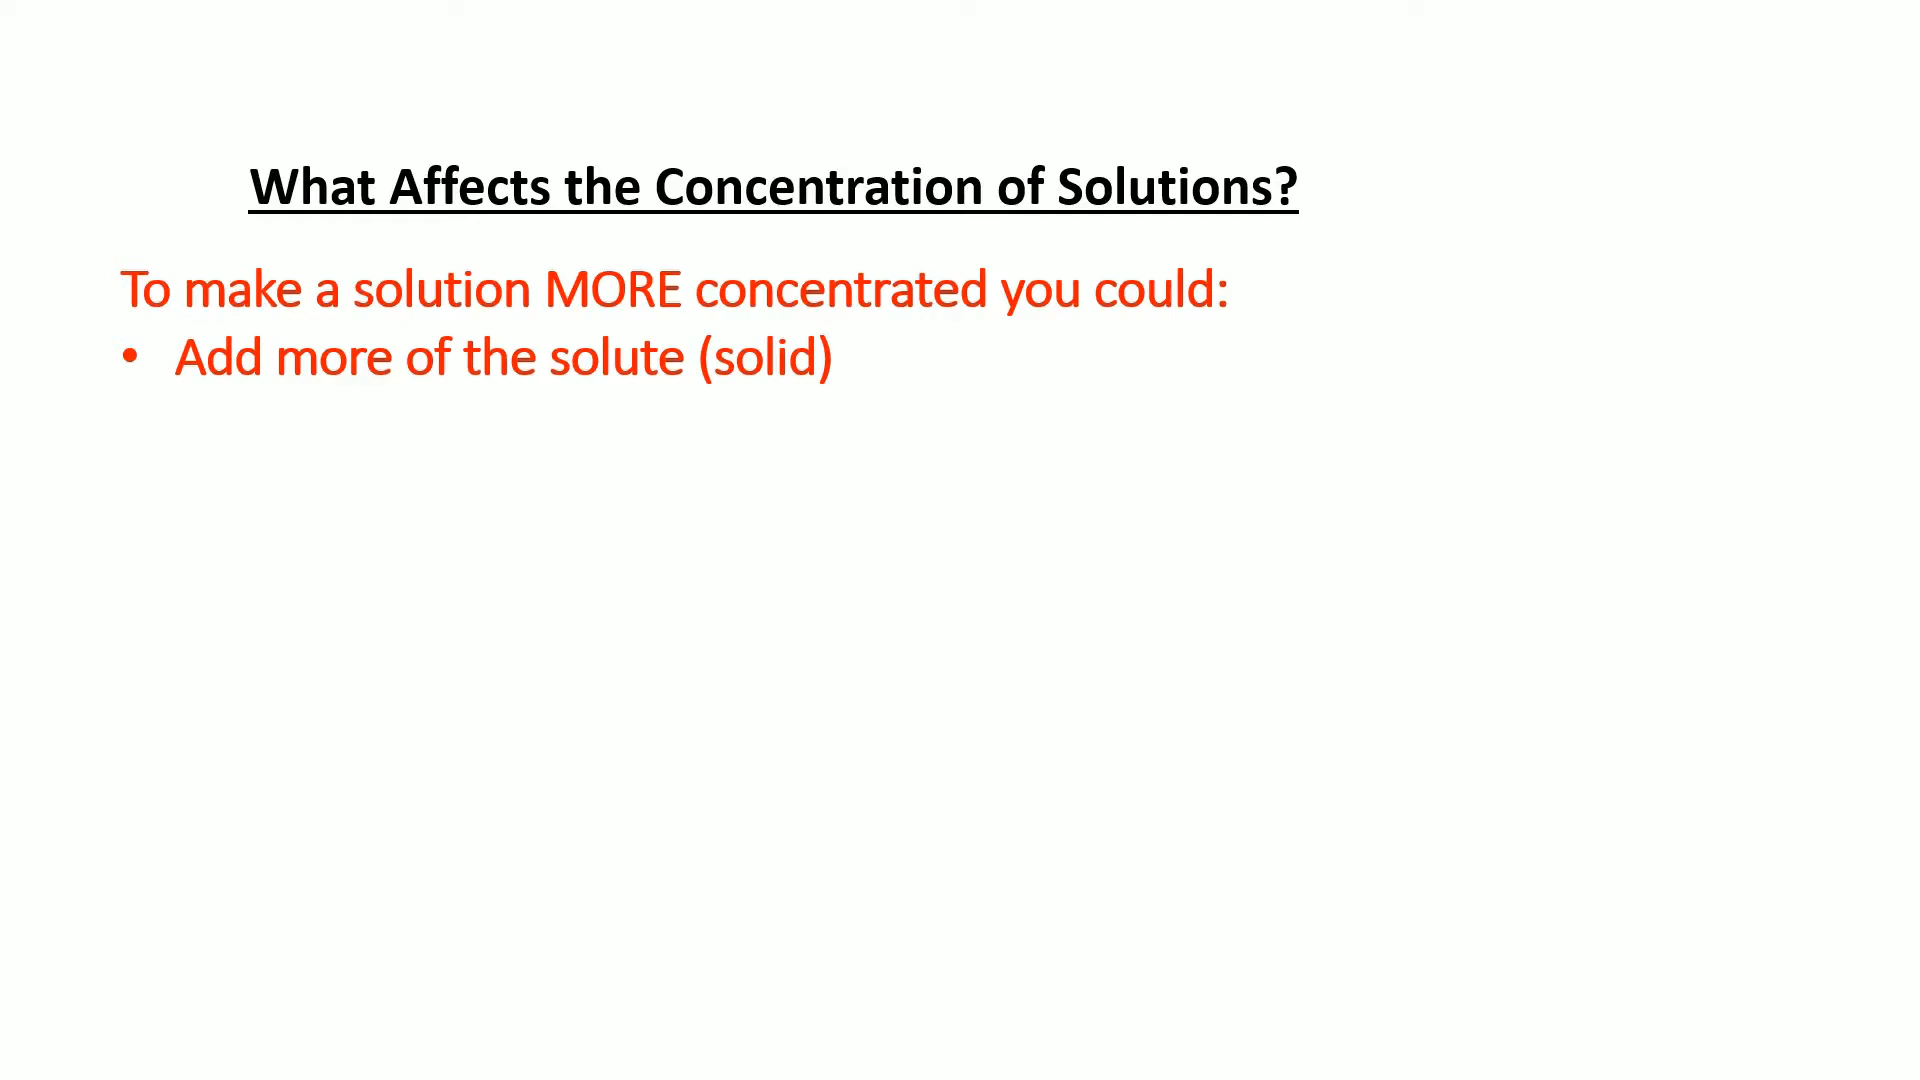 What Affects the Concentration of Solutions?
To make a solution MORE concentrated you could:
• Add more of the solute (solid)